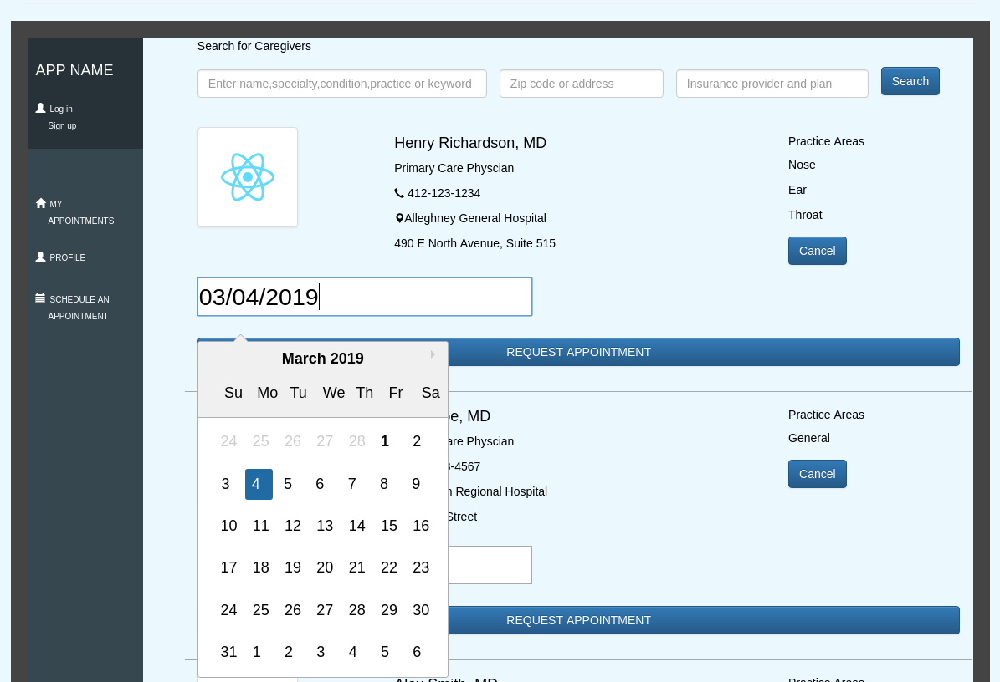 Search for Caregivers
APP NAME
Enter name,specialty,condition,practice or keyword
Zip code or address
Insurance provider and plan
Search
Log in
Sign up
MY
APPOINTMENTS
PROFILE
SCHEDULE AN
APPOINTMENT
Henry Richardson, MD
Primary Care Physcian
412-123-1234
Alleghney General Hospital
490 E North Avenue, Suite 515
Practice Areas
Nose
Ear
Throat
Cancel
03/04/2019
REQUEST APPOINTMENT
March 2019
Su Mo Tu We Th Fr Sa
24 25 26 27 28 1 2
3 4 5 6 7 8 9
10 11 12 13 14 15 16
17 18 19 20 21 22 23
24 25 26 27 28 29 30
31 1 2 3 4 5 6
MD
Physcian
-4567
Regional Hospital
Street
Practice Areas
General
Cancel
REQUEST APPOINTMENT
Alex Smith, MD
Practice Areas